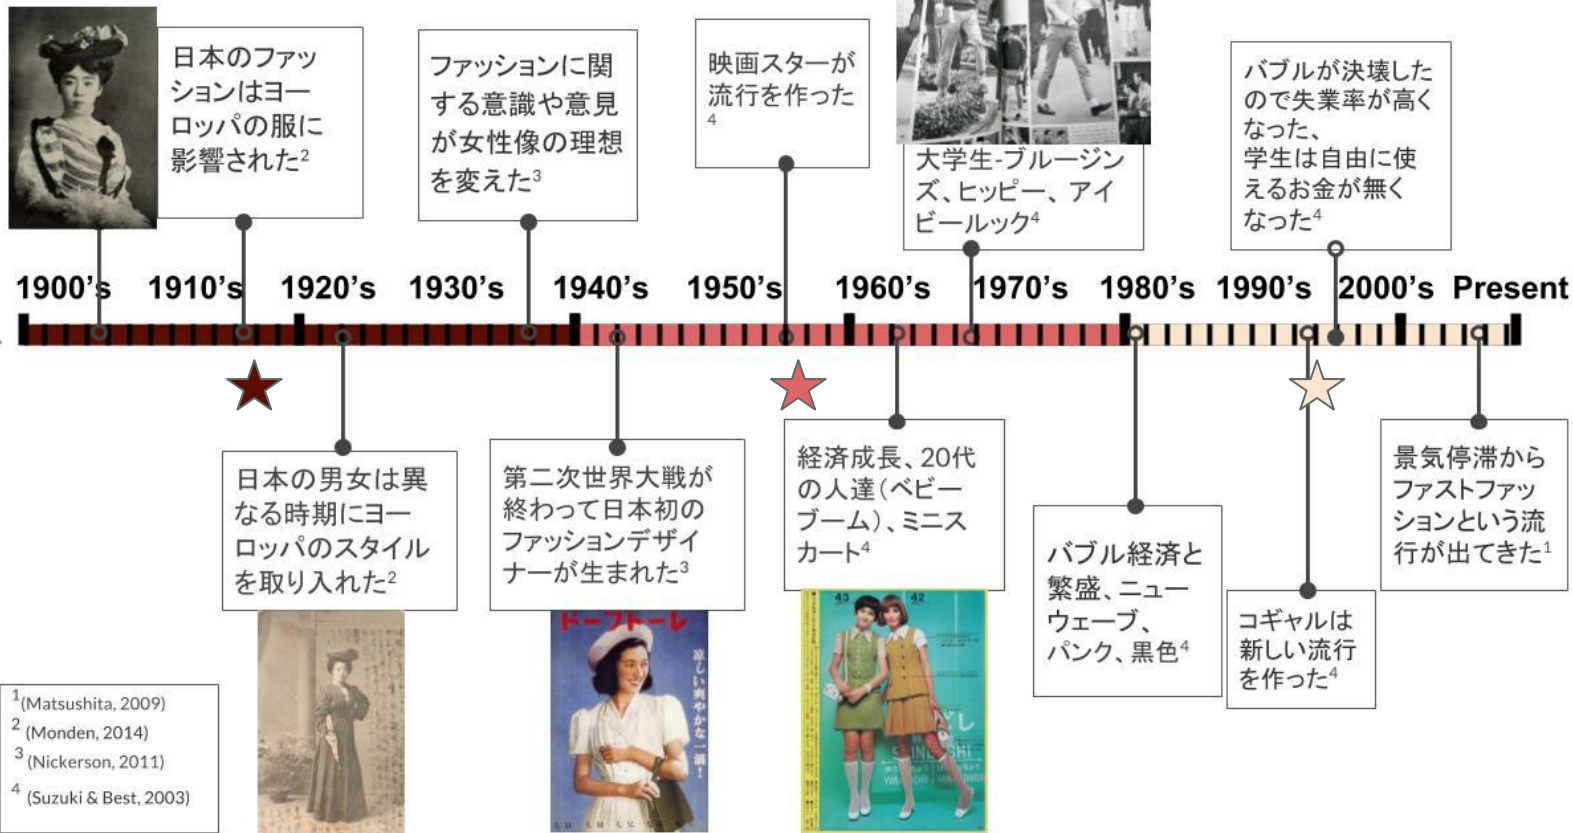 日本のファッ
ションはヨー
ロッパの服に
影響された2
ファッションに関
する意識や意見
が女性像の理想
を変えた3
映画スターが
流行を作った
4
大学生-ブルージン
ズ、ヒッピー、アイ
ビールック4
バブルが決壊した
ので失業率が高く
なった、
学生は自由に使
えるお金が無く
なった4
1900's 1910's 1920's 1930's 1940's 1950's 1960's 1970's 1980's 1990's 2000's Present
日本の男女は異
なる時期にヨー
ロッパのスタイル
を取り入れた2
第二次世界大戦が
終わって日本初の
ファッションデザイ
ナーが生まれた3
経済成長、20代
の人達(ベビー
ブーム)、ミニス
カート4
バブル経済と
繁盛、ニュー
ウェーブ、
パンク、黒色4
コギャルは
新しい流行
を作った4
景気停滞から
ファストファッ
ションという流
行が出てきた1
涼しい爽やかな一滴!
43 42
1(Matsushita, 2009)
2 (Monden, 2014)
3 (Nickerson, 2011)
4 (Suzuki & Best, 2003)